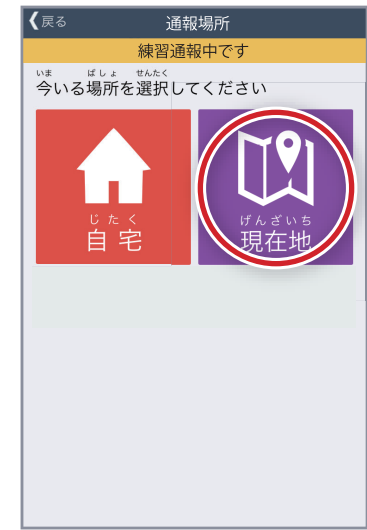 ❮戻る 通報場所
練習通報中です
いま ばしょ せんたく
今いる場所を選択してください
じたく
自宅
げんざいち
現在地